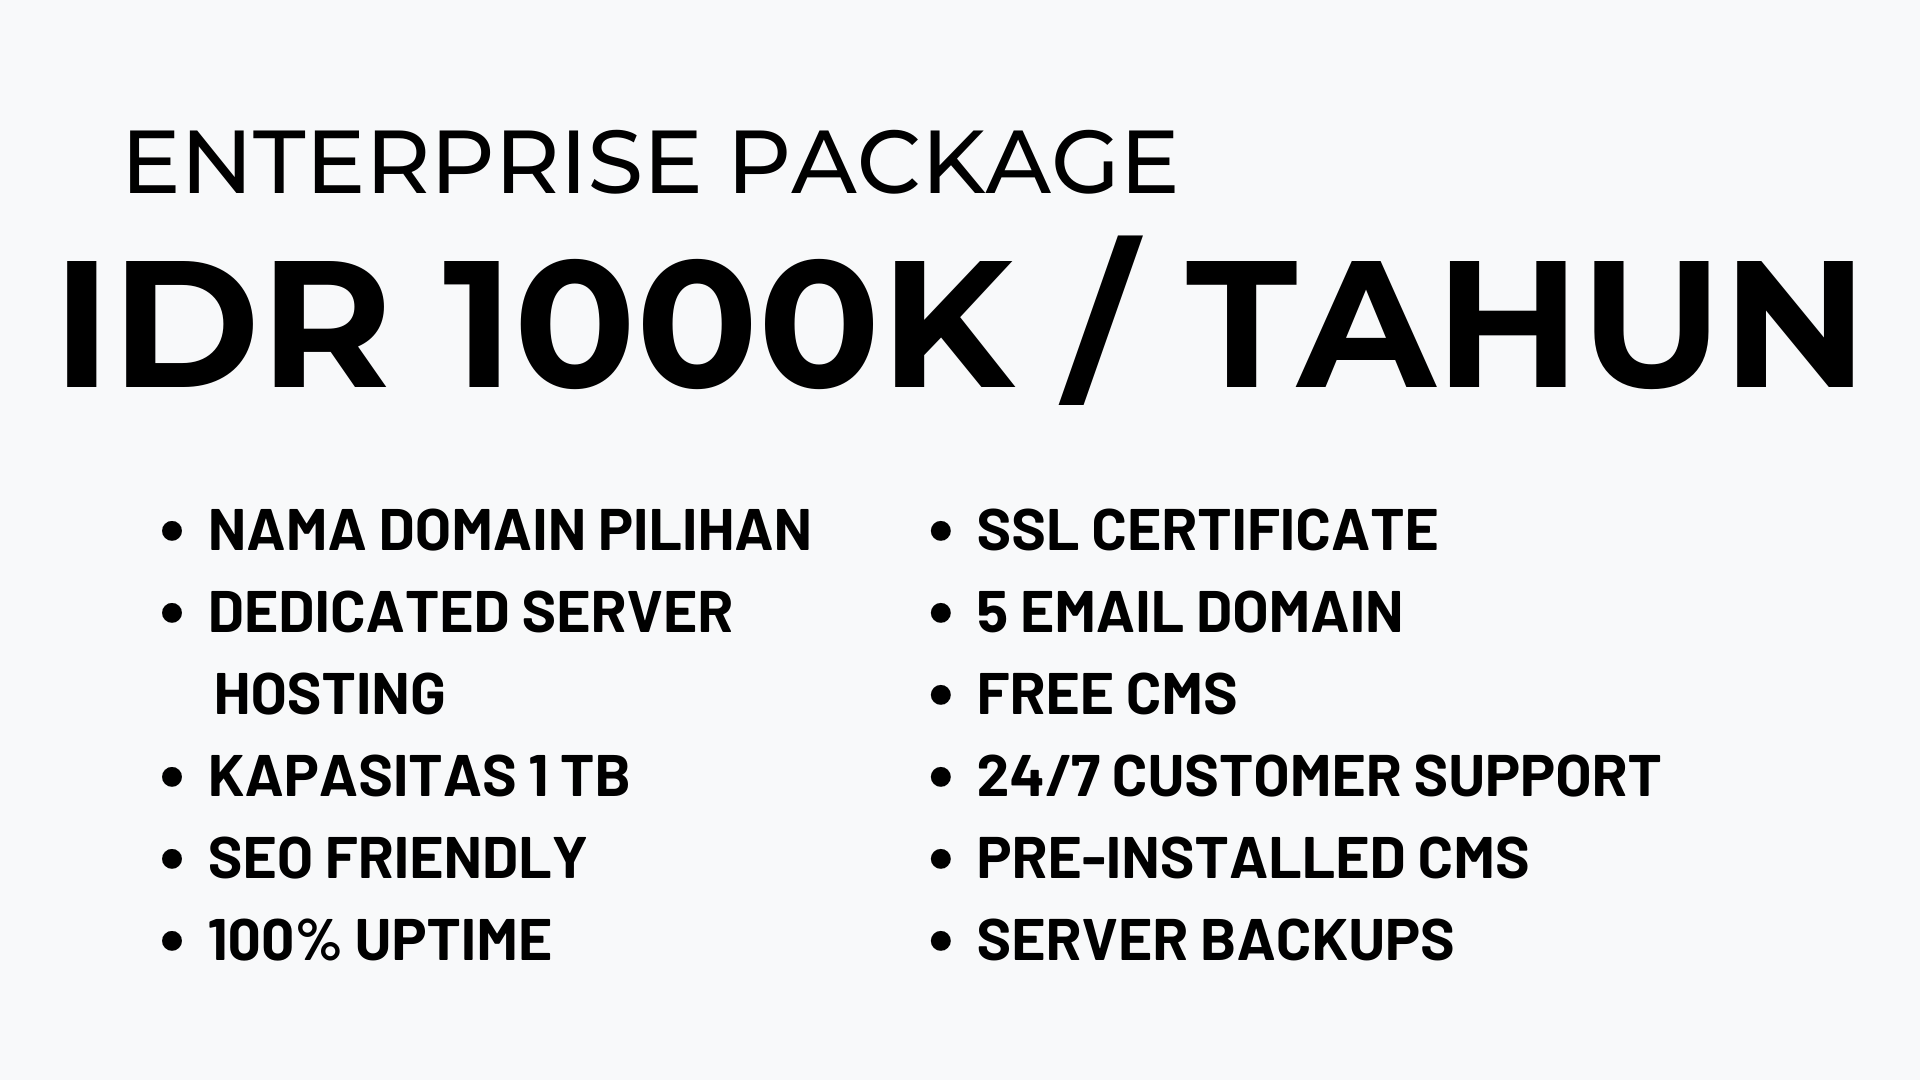 ENTERPRISE PACKAGE
IDR 1000K / TAHUN
• NAMA DOMAIN PILIHAN
• DEDICATED SERVER
HOSTING
• KAPASITAS 1 TB
• SEO FRIENDLY
• 100% UPTIME
• SSL CERTIFICATE
• 5 EMAIL DOMAIN
• FREE CMS
• 24/7 CUSTOMER SUPPORT
• PRE-INSTALLED CMS
• SERVER BACKUPS